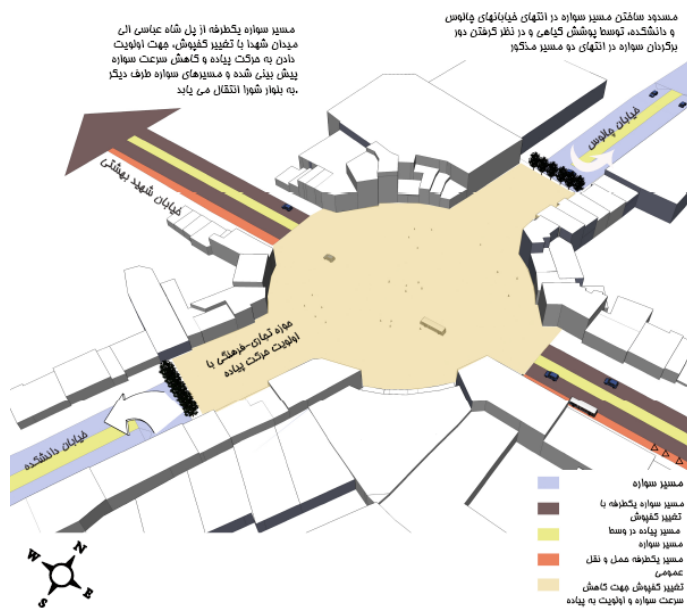 مسدود ساختن مسیر سواره در انتهای خیابانهای چالوس
و دانشکده، توسط پوشش گیاهی و در نظر گرفتن دور
برگردان سواره در انتهای دو مسیر مذکور
مسیر سواره یکطرفه از پل شاه عباسی الی
میدان شهدا با تغییر کفپوش، جهت اولویت
دادن به حرکت پیاده و کاهش سرعت سواره
پیش بینی شده و مسیرهای سواره طرف دیگر
به بلوار شورا انتقال می یابد.
خیابان چالوس
خیابان شهید بهشتی
حوزه تجاری-فرهنگی با
اولویت حرکت پیاده
خیابان دانشکده
مسیر سواره
مسیر سواره یکطرفه با
تغییر کفپوش
مسیر پیاده در وسط
مسیر سواره
مسیر یکطرفه حمل و نقل
عمومی
تغییر کفپوش جهت کاهش
سرعت سواره و اولویت به پیاده
N
W
E
S